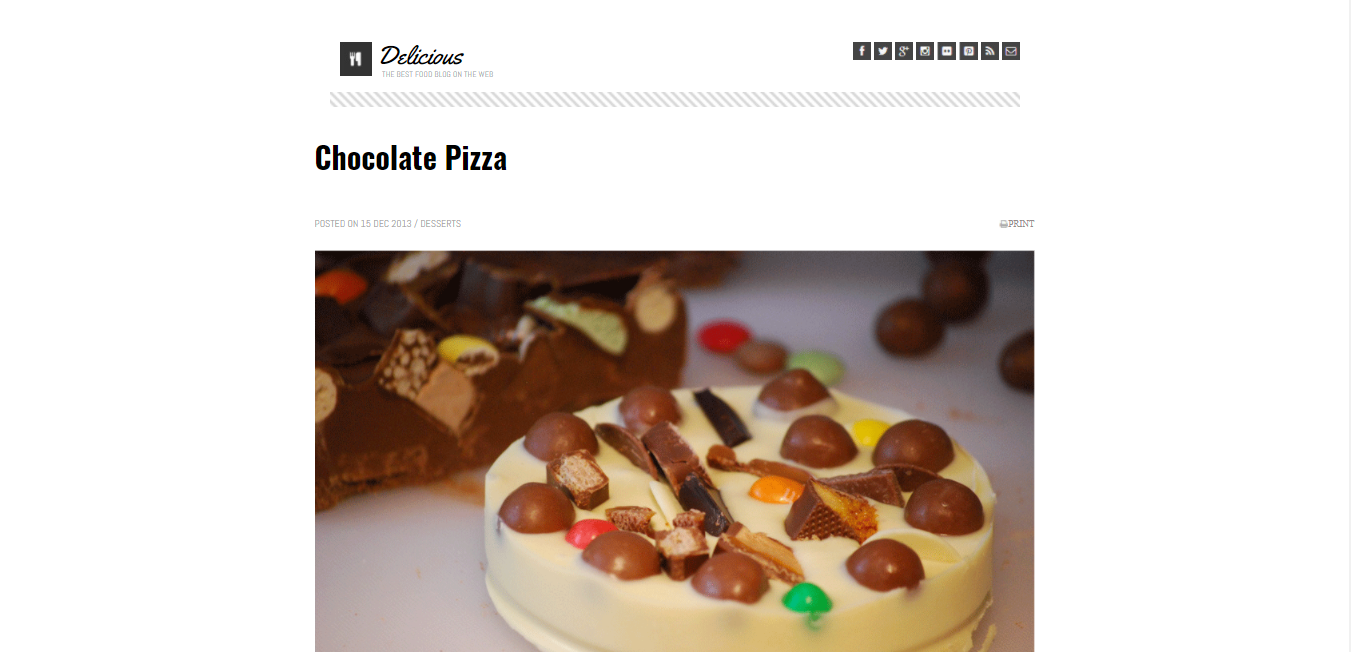 Delicious
THE BEST FOOD BLOG ON THE WEB
Chocolate Pizza
POSTED ON 15 DEC 2013 / DESSERTS
PRINT